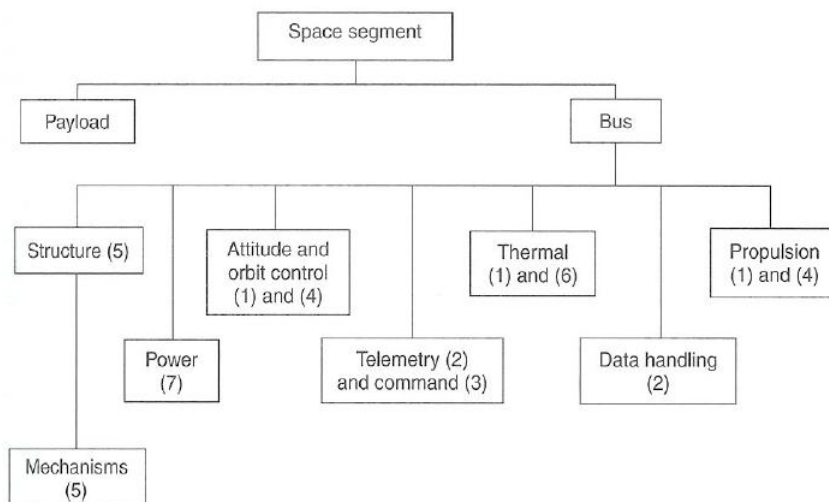 Space segment
Payload
Bus
Structure (5)
Attitude and
orbit control
(1) and (4)
Thermal
(1) and (6)
Propulsion
(1) and (4)
Power
(7)
Telemetry (2)
and command (3)
Data handling
(2)
Mechanisms
(5)